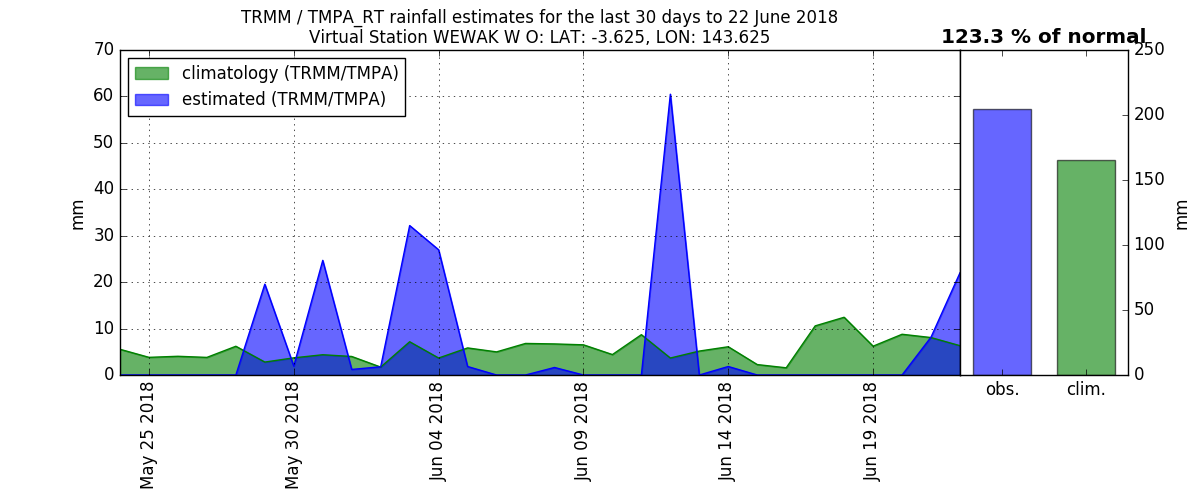 TRMM / TMPA_RT rainfall estimates for the last 30 days to 22 June 2018
Virtual Station WEWAK W O: LAT: -3.625, LON: 143.625
123.3 % of normal
climatology (TRMM/TMPA)
estimated (TRMM/TMPA)
70
60
50
40
30
20
10
0
mm
May 25 2018
May 30 2018
Jun 04 2018
Jun 09 2018
Jun 14 2018
Jun 19 2018
250
200
150
100
50
0
mm
obs.
clim.